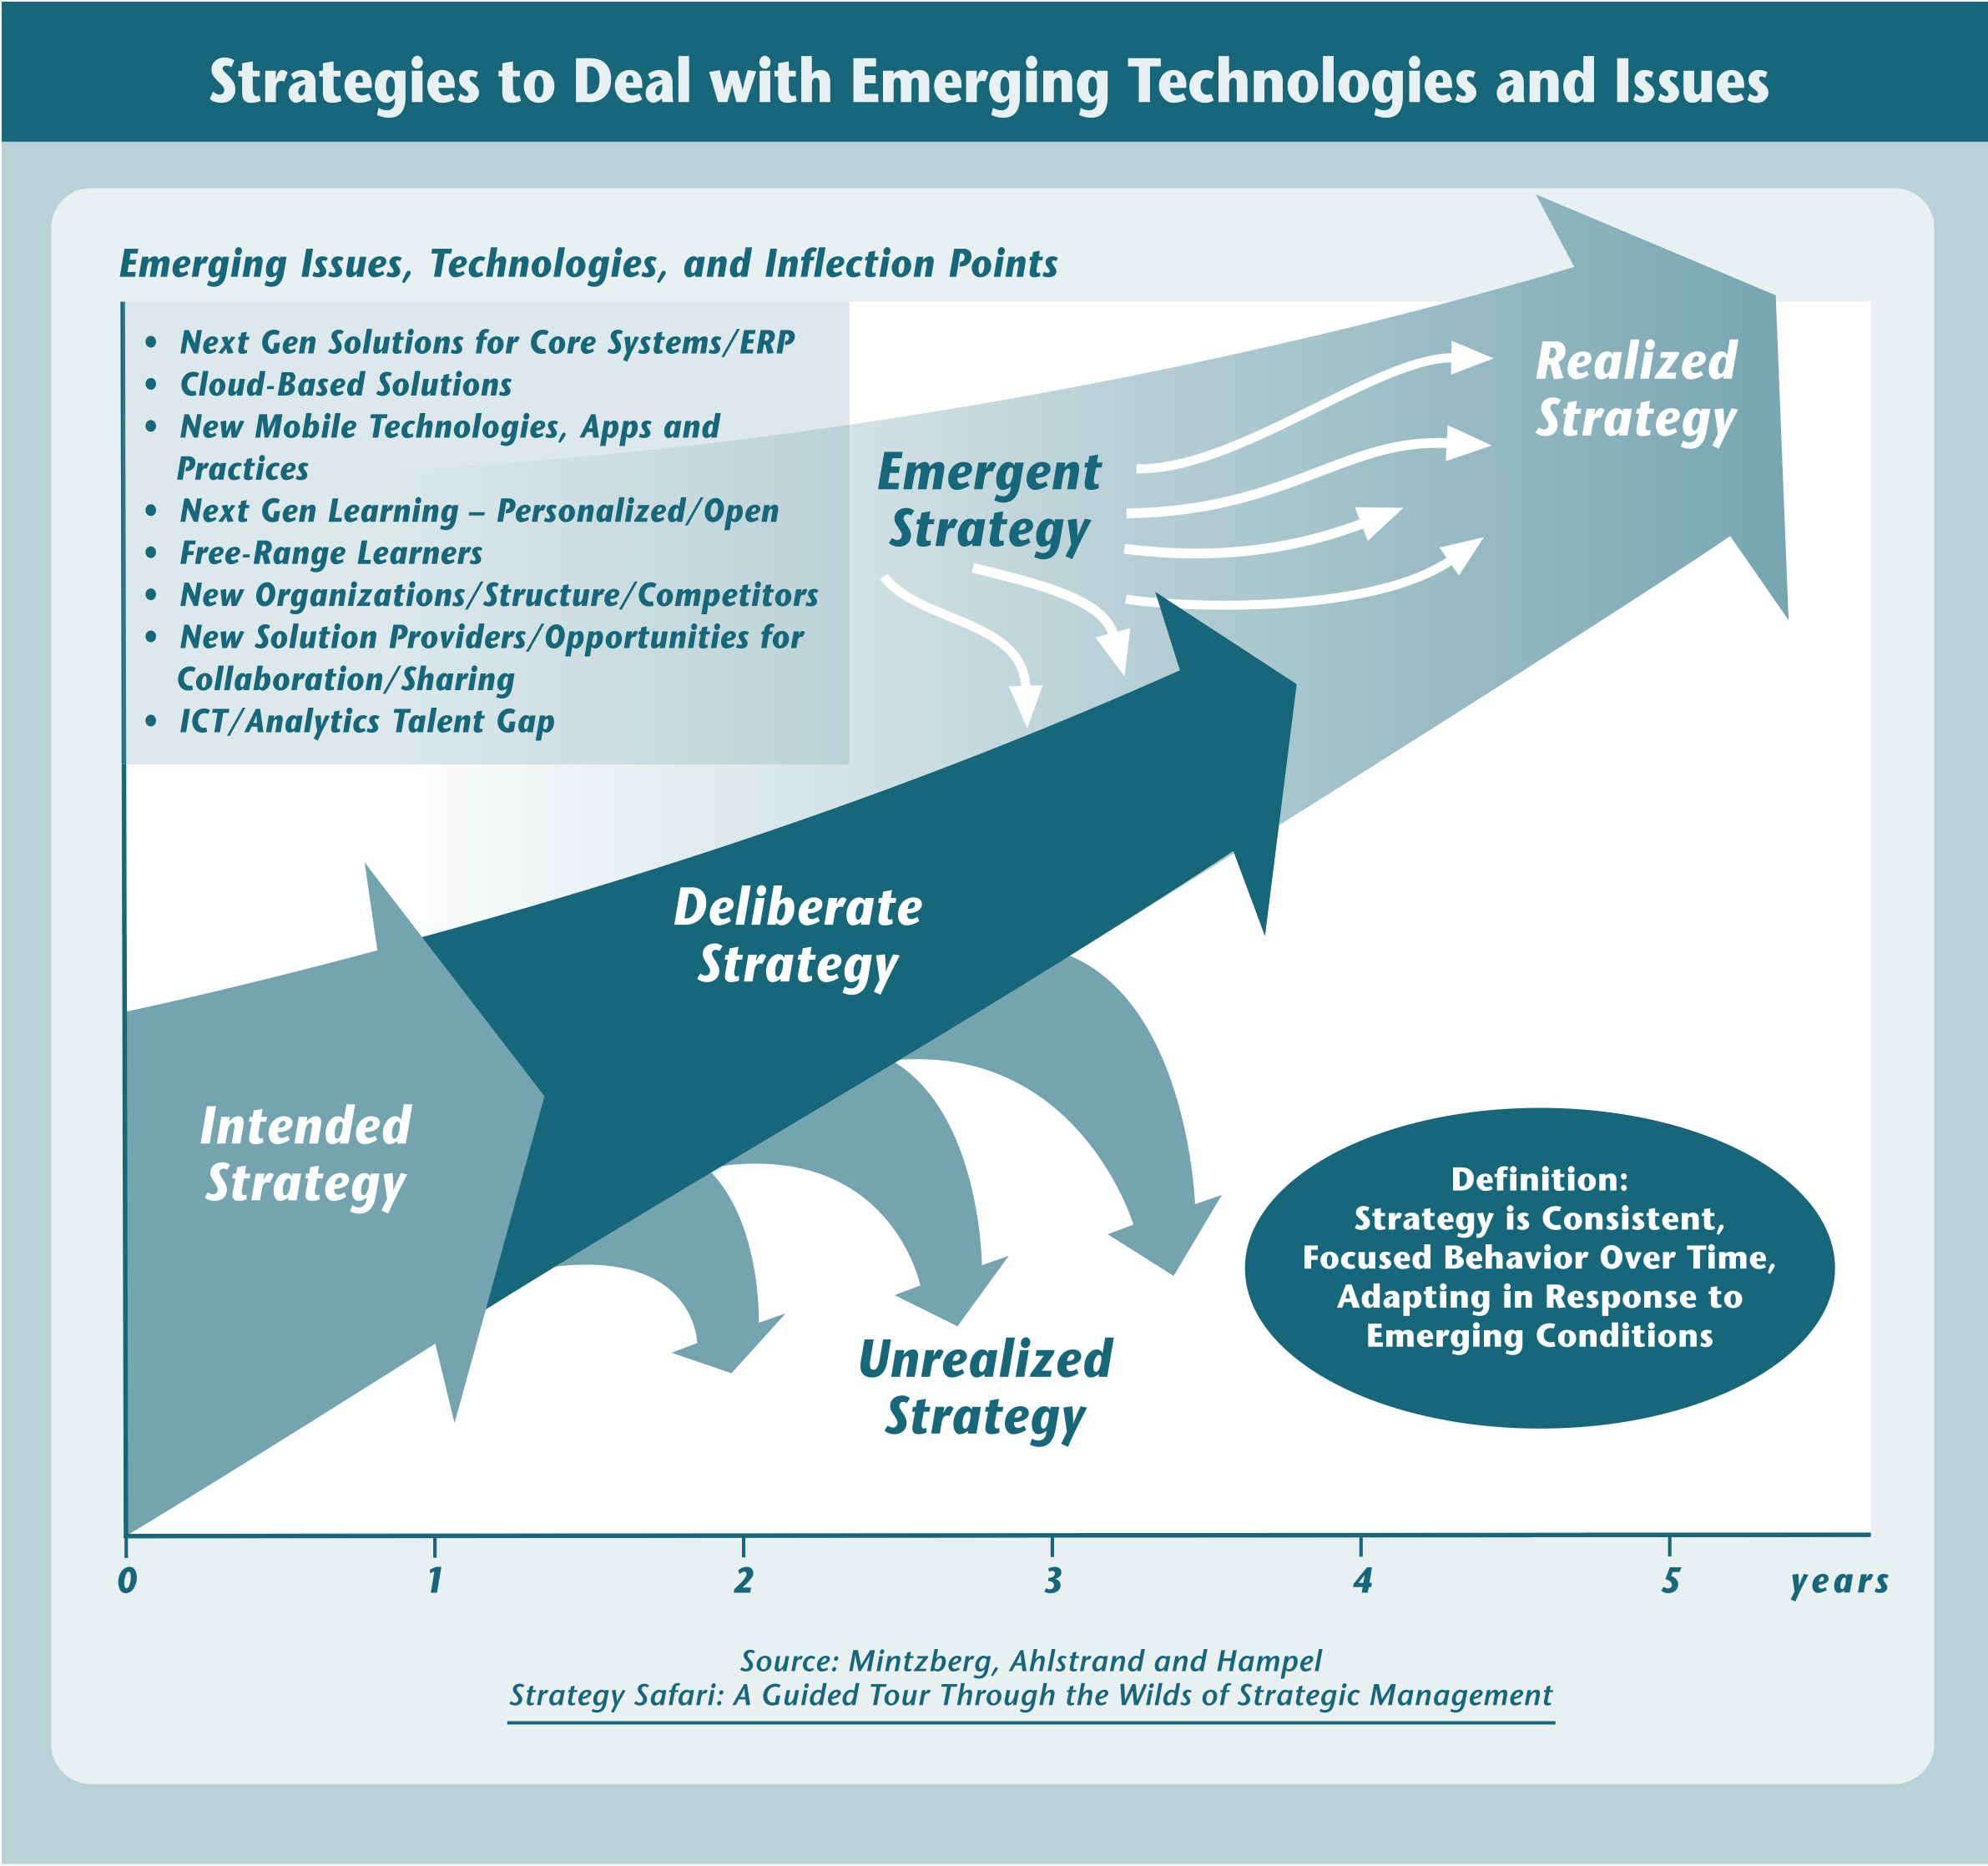 Strategies to Deal with Emerging Technologies and Issues
Emerging Issues, Technologies, and Inflection Points
• Next Gen Solutions for Core Systems/ERP
• Cloud-Based Solutions
• New Mobile Technologies, Apps and
Practices
• Next Gen Learning – Personalized/Open
• Free-Range Learners
• New Organizations/Structure/Competitors
• New Solution Providers/Opportunities for
Collaboration/Sharing
• ICT/Analytics Talent Gap
Realized
Strategy
Emergent
Strategy
Deliberate
Strategy
Intended
Strategy
Unrealized
Strategy
Definition:
Strategy is Consistent,
Focused Behavior Over Time,
Adapting in Response to
Emerging Conditions
0 1 2 3 4 5 years
Source: Mintzberg, Ahlstrand and Hampel
Strategy Safari: A Guided Tour Through the Wilds of Strategic Management